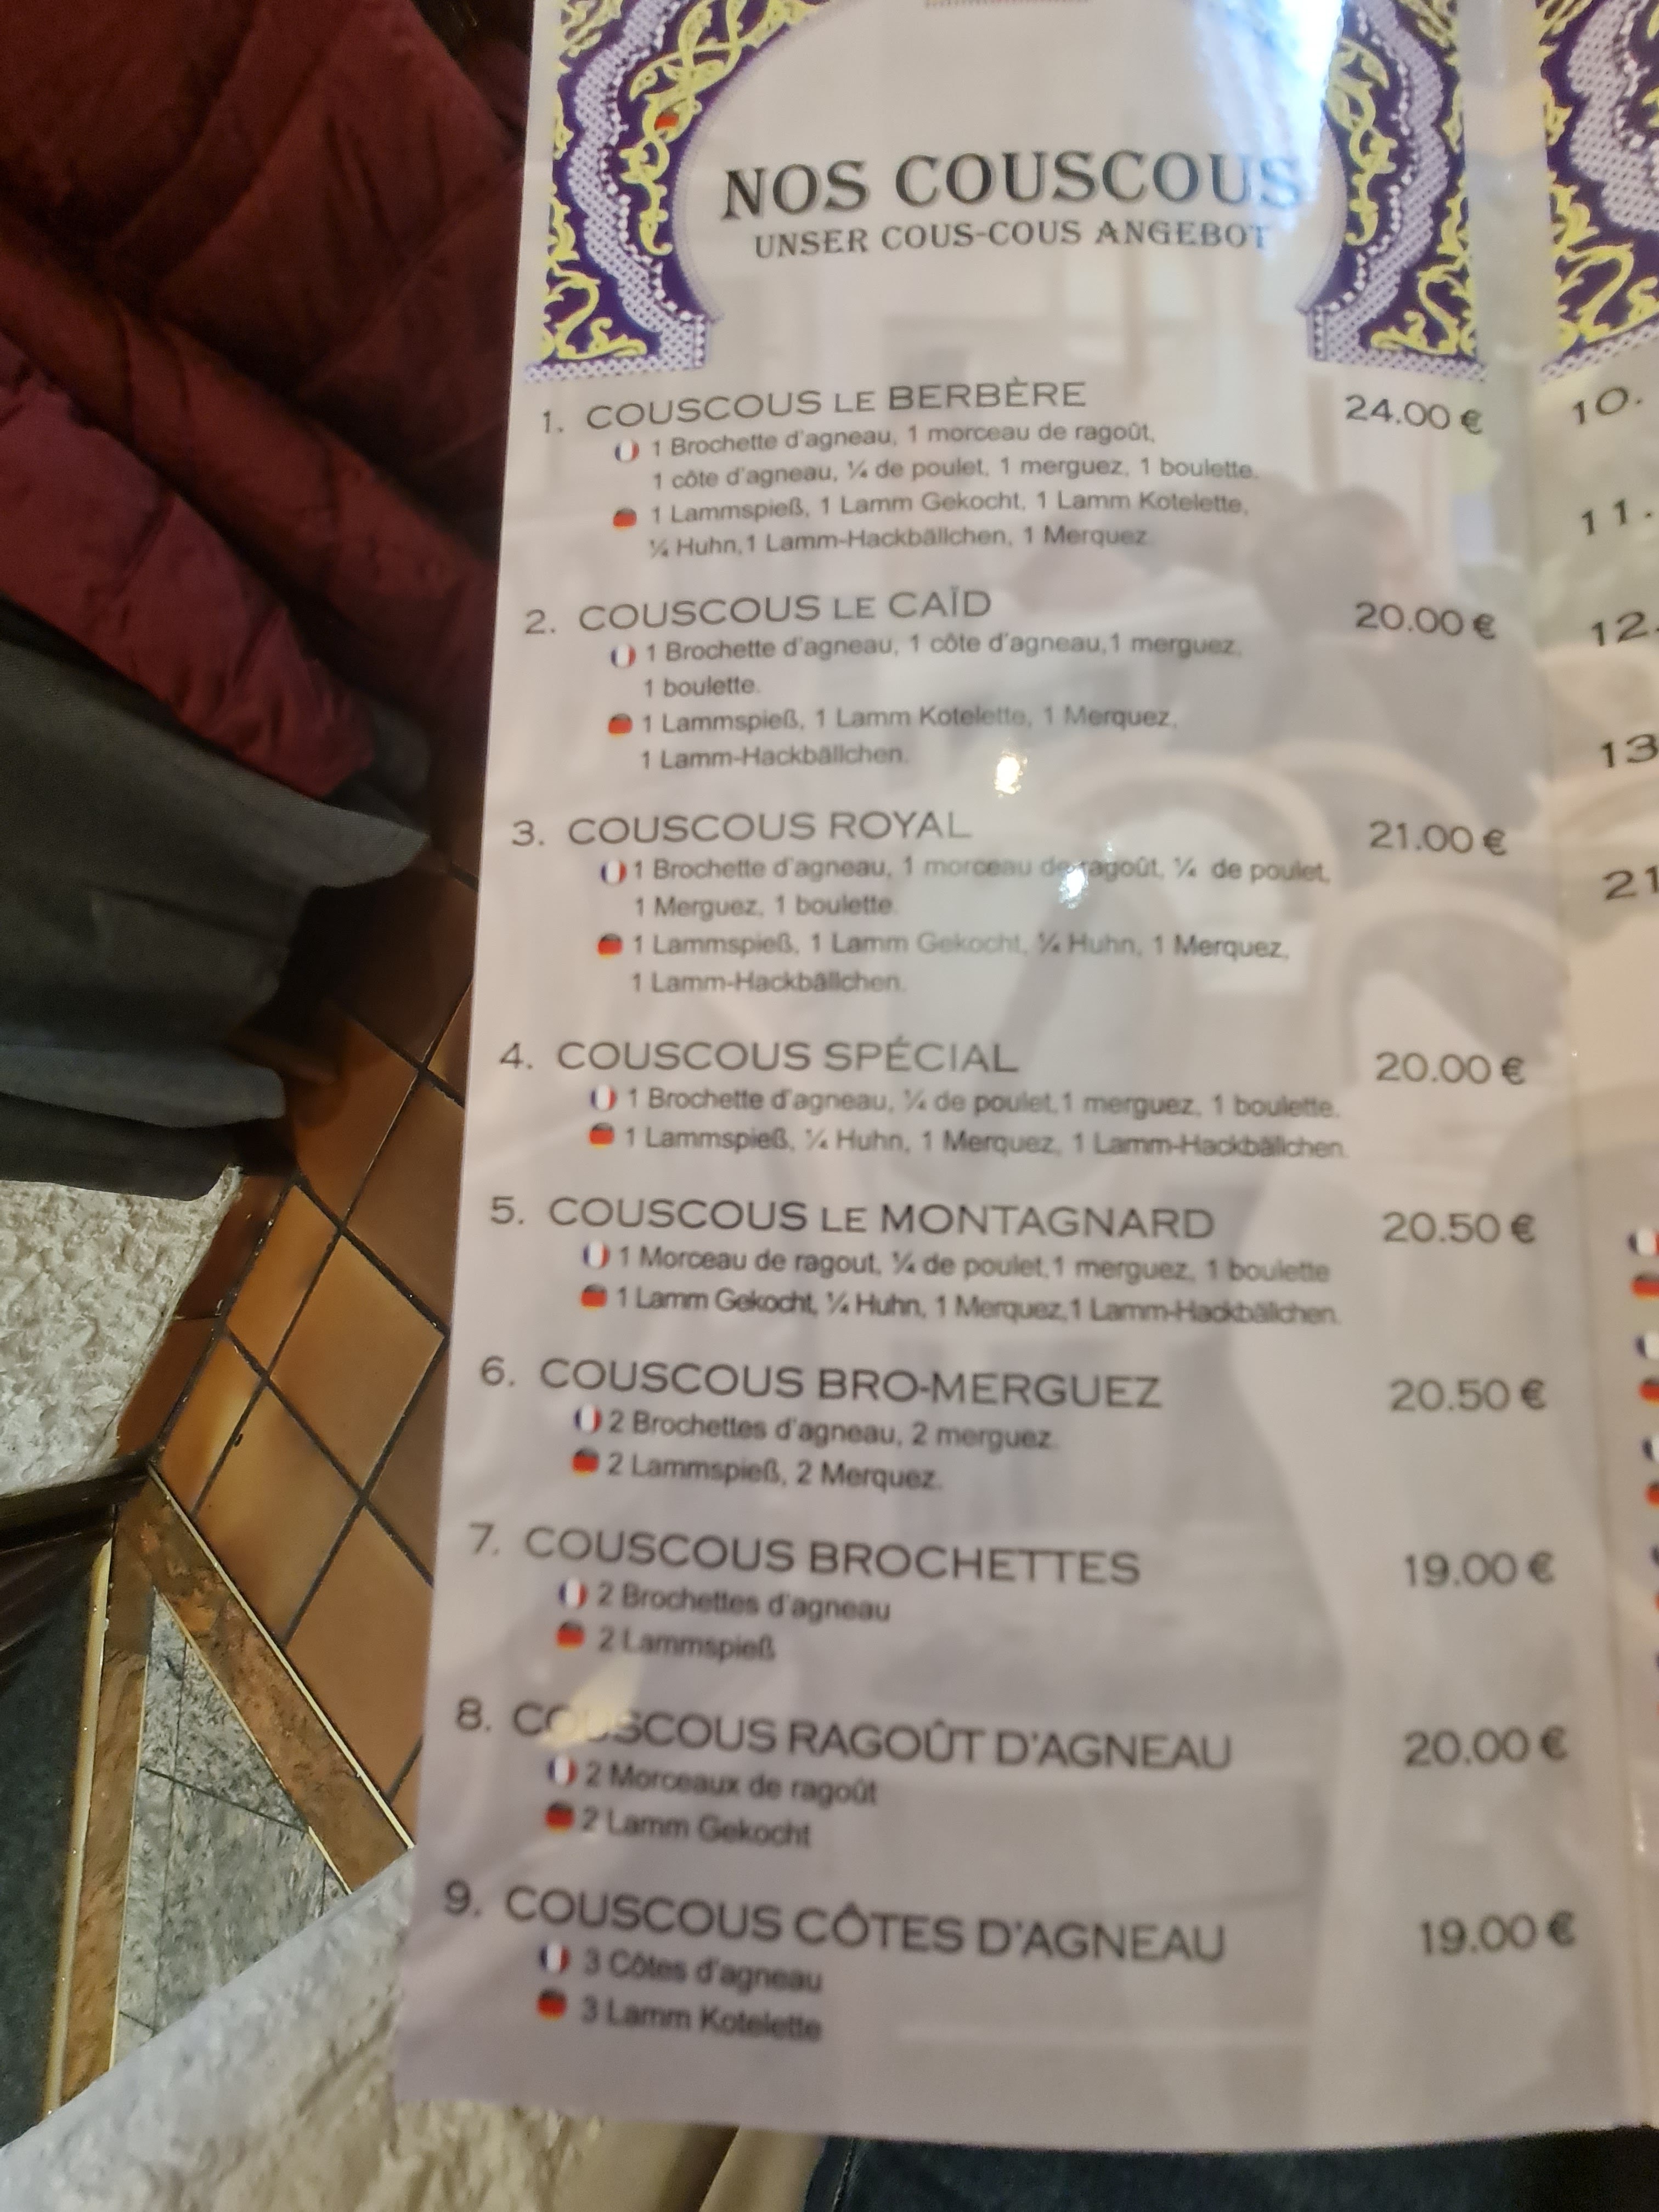 NOS COUSCOUS
UNSER COUS-COUS ANGEBOT
1. COUSCOUS LE BERBÈRE 24.00 €
1 Brochette d'agneau, 1 morceau de ragoût,
1 côte d'agneau, ¼ de poulet, 1 merguez, 1 boulette.
1 Lammspieß, 1 Lamm Gekocht, 1 Lamm Kotelette,
¼ Huhn,1 Lamm-Hackbällchen, 1 Merquez
2. COUSCOUS LE CAÏD 20.00 €
1 Brochette d'agneau, 1 côte d'agneau,1 merguez,
1 boulette.
1 Lammspieß, 1 Lamm Kotelette, 1 Merquez,
1 Lamm-Hackbällchen.
3. COUSCOUS ROYAL 21.00 €
1 Brochette d'agneau, 1 morceau de ragoût, ¼ de poulet,
1 Merguez, 1 boulette.
1 Lammspieß, 1 Lamm Gekocht, ¼ Huhn, 1 Merquez,
1 Lamm-Hackbällchen.
4. COUSCOUS SPÉCIAL 20.00 €
1 Brochette d'agneau, ¼ de poulet,1 merguez, 1 boulette.
1 Lammspieß, ¼ Huhn, 1 Merquez, 1 Lamm-Hackbällchen.
5. COUSCOUS LE MONTAGNARD 20.50 €
1 Morceau de ragout, ¼ de poulet,1 merguez, 1 boulette
1 Lamm Gekocht, ¼ Huhn, 1 Merquez,1 Lamm-Hackbällchen.
6. COUSCOUS BRO-MERGUEZ 20.50 €
2 Brochettes d'agneau, 2 merguez.
2 Lammspieß, 2 Merquez.
7. COUSCOUS BROCHETTES 19.00 €
2 Brochettes d'agneau
2 Lammspieß
8. COUSCOUS RAGOÛT D'AGNEAU 20.00 €
2 Morceaux de ragoût
2 Lamm Gekocht
9. COUSCOUS CÔTES D'AGNEAU 19.00 €
3 Côtes d'agneau
3 Lamm Kotelette
10.
11.
12.
13
21